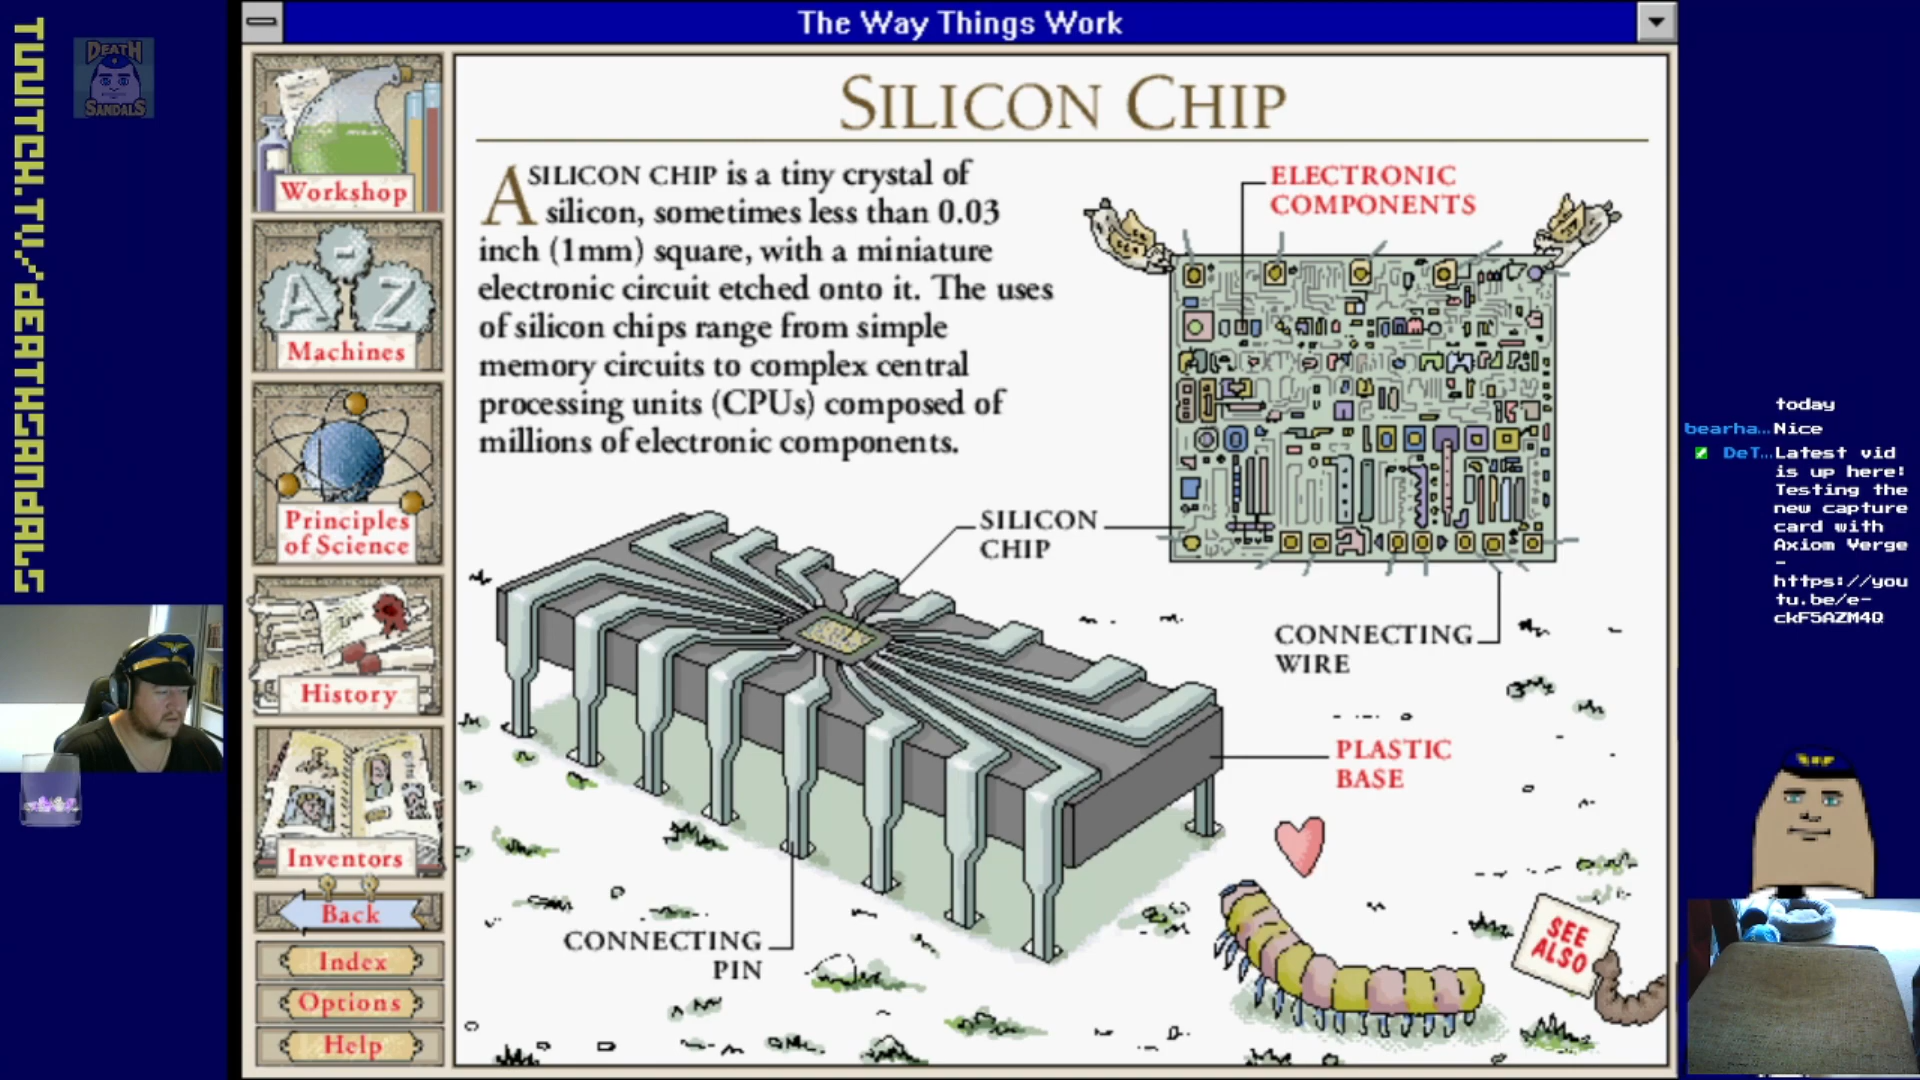 TWITCH.TV/DEATHSANDALS
DEATH
SANDALS
The Way Things Work
Workshop
A - Z
Machines
Principles
of Science
History
Inventors
Back
Index
Options
Help
SILICON CHIP
A SILICON CHIP is a tiny crystal of
silicon, sometimes less than 0.03
inch (1mm) square, with a miniature
electronic circuit etched onto it. The uses
of silicon chips range from simple
memory circuits to complex central
processing units (CPUs) composed of
millions of electronic components.
ELECTRONIC
COMPONENTS
SILICON
CHIP
CONNECTING
WIRE
PLASTIC
BASE
CONNECTING
PIN
SEE
ALSO
today
bearha... Nice
DeT... Latest vid
is up here:
Testing the
new capture
card with
Axiom Verge
-
https://you
tu.be/e-
ckF5AZM4Q